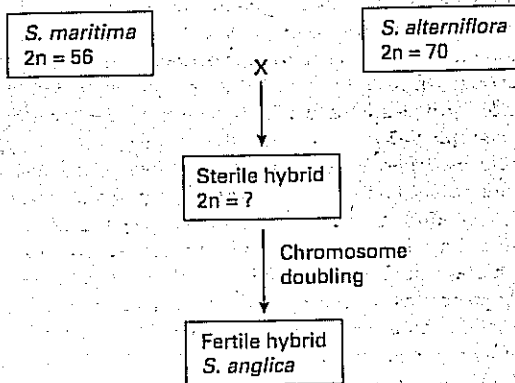 S. maritima
2n = 56
S. alterniflora
2n = 70
X
Sterile hybrid
2n = ?
Chromosome
doubling
Fertile hybrid
S. anglica